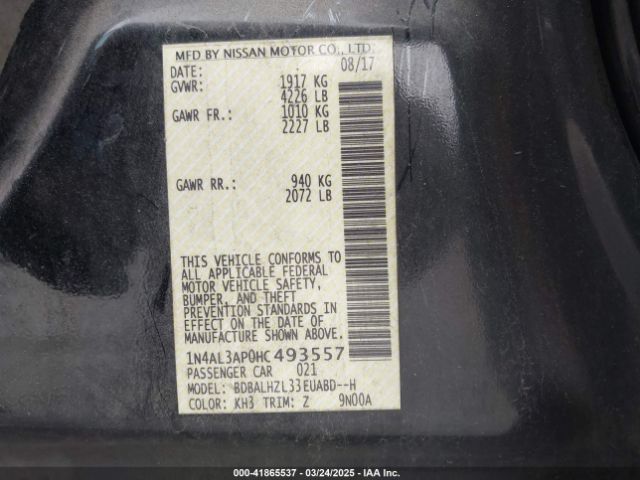 MFD BY NISSAN MOTOR CO., LTD.
DATE: 08/17
GVWR: 1917 KG
4226 LB
GAWR FR.: 1010 KG
2227 LB
GAWR RR.: 940 KG
2072 LB
THIS VEHICLE CONFORMS TO
ALL APPLICABLE FEDERAL
MOTOR VEHICLE SAFETY,
BUMPER, AND THEFT
PREVENTION STANDARDS IN
EFFECT ON THE DATE OF
MANUFACTURE SHOWN ABOVE.
1N4AL3AP0HC493557
PASSENGER CAR 021
MODEL: BDBALHZL33EUABD--H
COLOR: KH3 TRIM: Z 9N00A
000-41865537 - 03/24/2025 - IAA Inc.